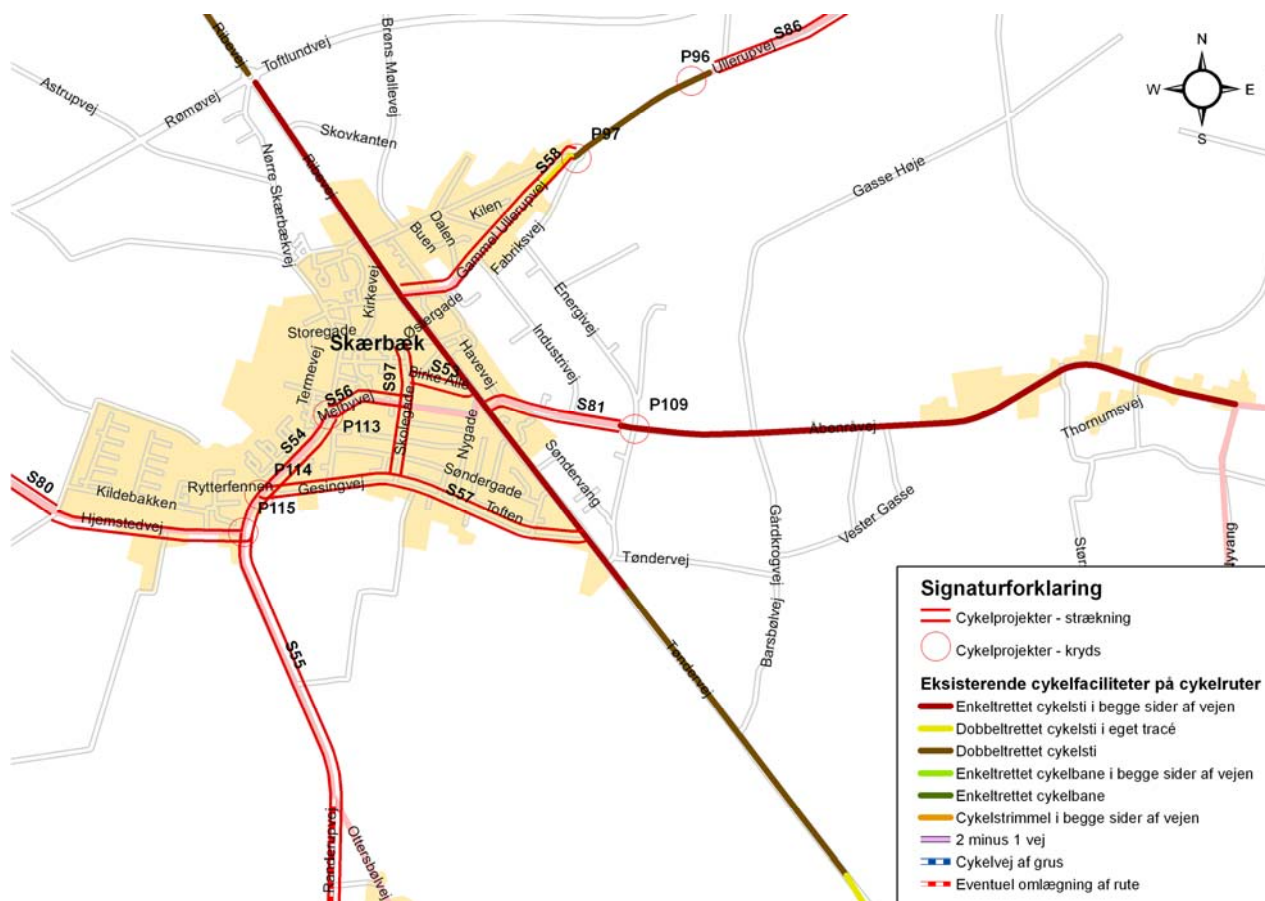 Ribevej
Toftlundvej
Brøns Møllevej
P96
Ullerupvej
S86
N
W
E
S
Astrupvej
Rømøvej
Skovkanten
Nørre Skærbækvej
Ribevej
P97
S58
Gasse Høje
Kilen
Dalen
Buen
Gammel Ullerupvej
Fabriksvej
Kirkevej
Østergade
Energivej
Storegade
Skærbæk
Industrivej
Havevej
S53
Birke Alle
Termevej
S97
S56
Melbyvej
S81
P109
Åbenråvej
Thornumsvej
P113
Skolegade
Nygade
S54
Søndervang
P114
Rytterfennen
Gesingvej
Søndergade
S57
Toften
S80
Kildebakken
P115
Hjemstedvej
Gårdkrogvej
Vester Gasse
Tøndervej
Barsbølvej
S55
Tøndervej
Ottersbølvej
Signaturforklaring
Cykelprojekter - strækning
Cykelprojekter - kryds
Eksisterende cykelfaciliteter på cykelruter
Enkeltrettet cykelsti i begge sider af vejen
Dobbeltrettet cykelsti i eget tracé
Dobbeltrettet cykelsti
Enkeltrettet cykelbane i begge sider af vejen
Enkeltrettet cykelbane
Cykelstrimmel i begge sider af vejen
2 minus 1 vej
Cykelvej af grus
Eventuel omlægning af rute